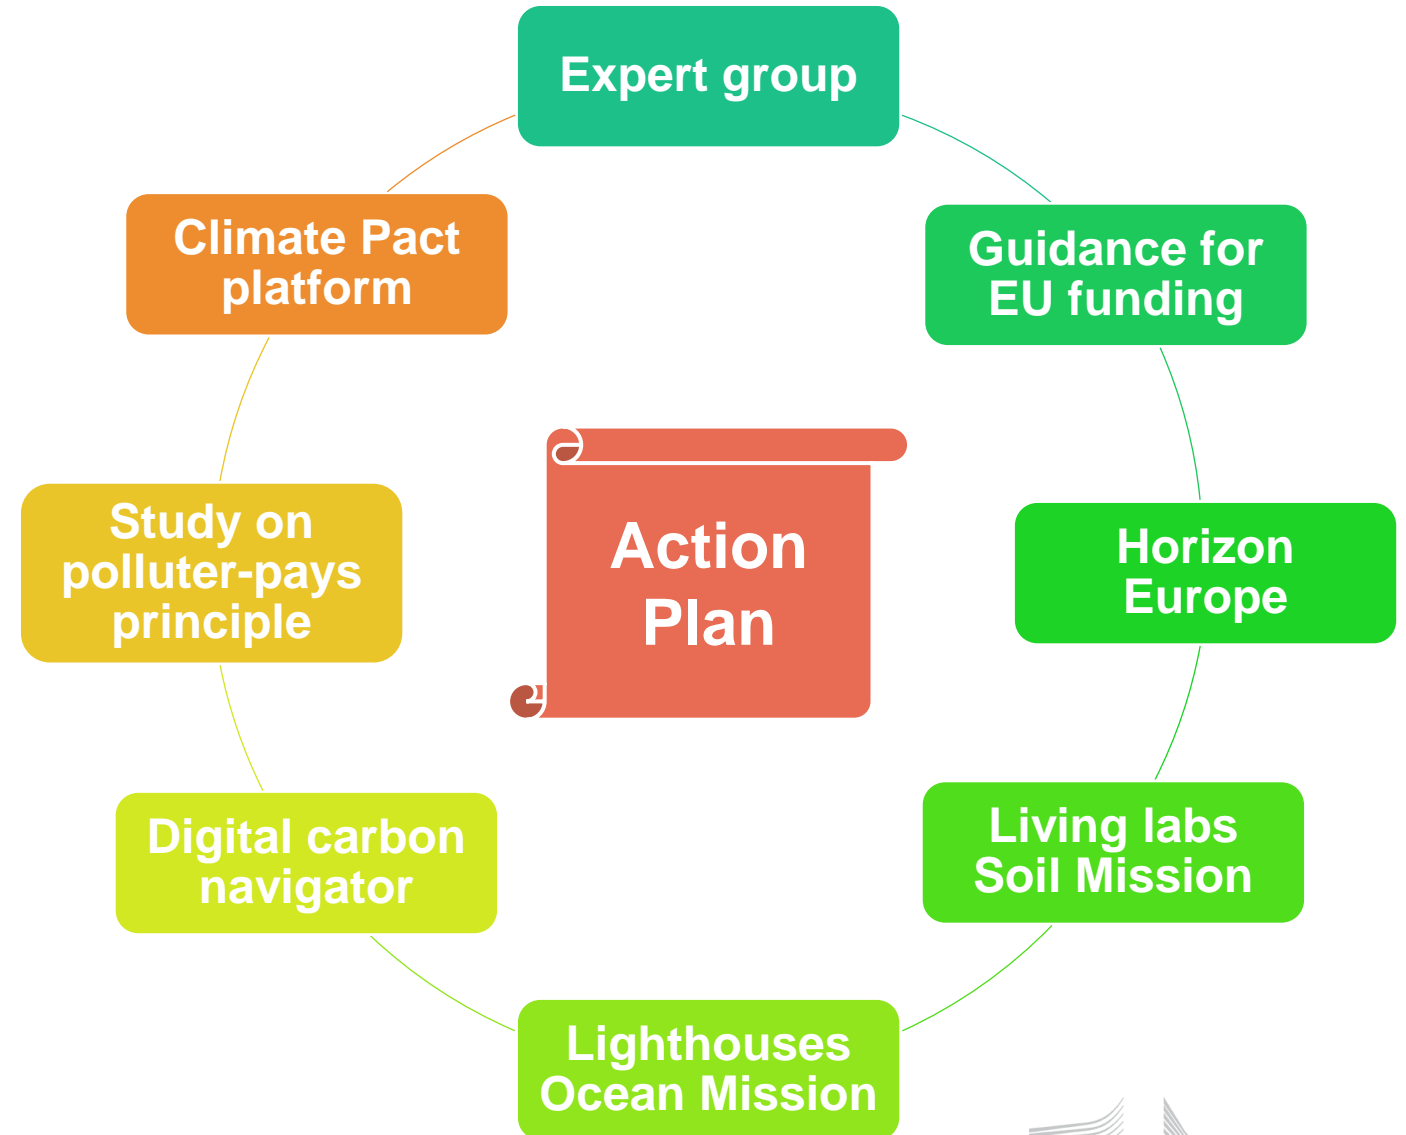 Expert group
Guidance for
EU funding
Horizon
Europe
Living labs
Soil Mission
Lighthouses
Ocean Mission
Digital carbon
navigator
Study on
polluter-pays
principle
Climate Pact
platform
Action
Plan